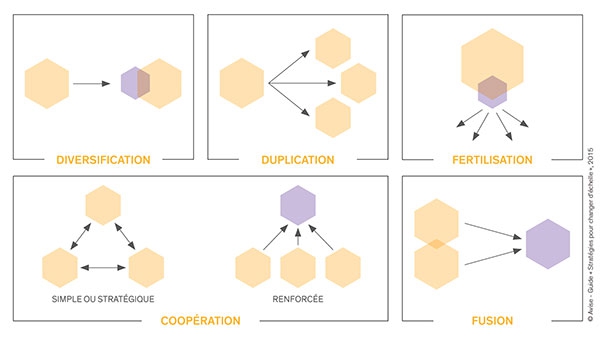 DIVERSIFICATION
DUPLICATION
FERTILISATION
SIMPLE OU STRATÉGIQUE
RENFORCÉE
COOPÉRATION
FUSION
© Avise - Guide « Stratégies pour changer d'échelle », 2015